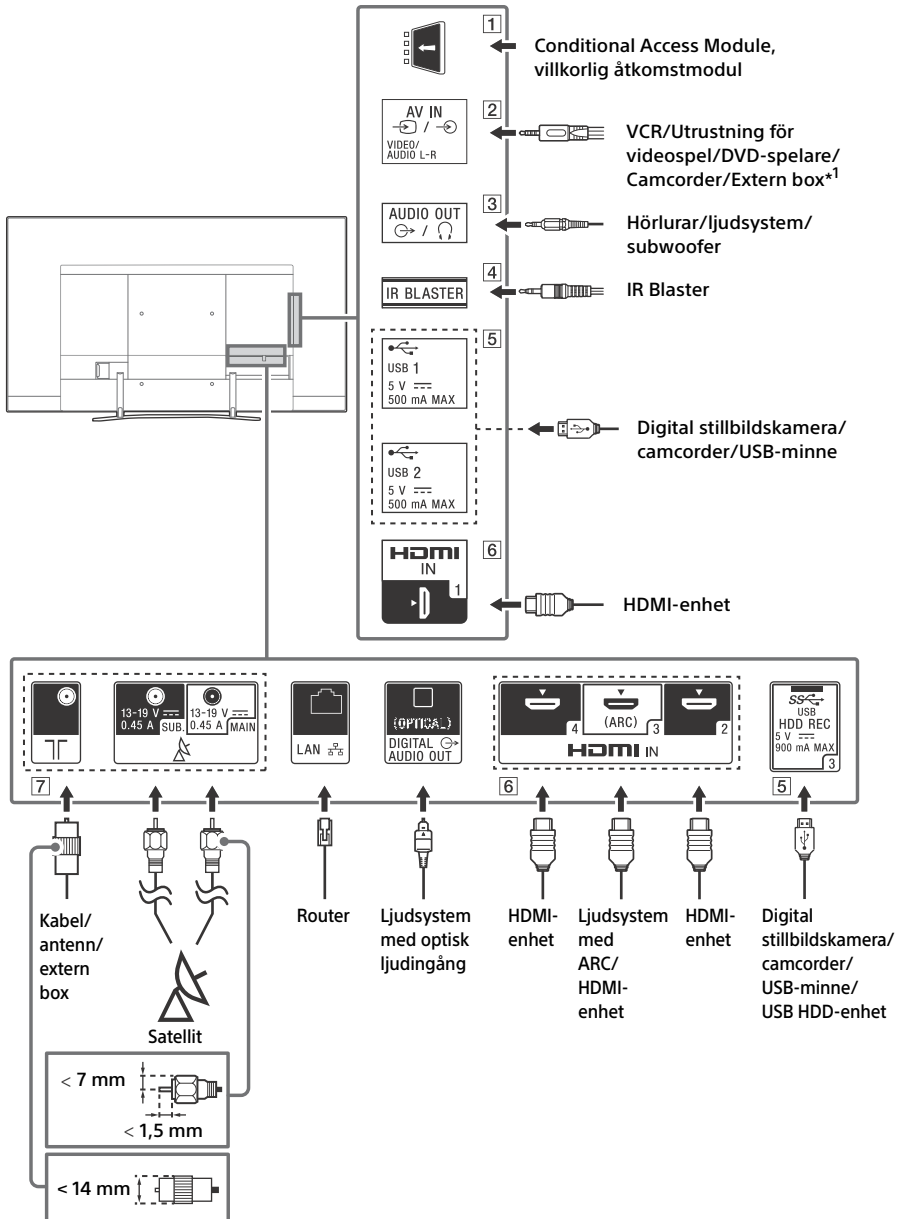 1
Conditional Access Module,
villkorlig åtkomstmodul
AV IN
/
VIDEO/
AUDIO L-R
2
VCR/Utrustning för
videospel/DVD-spelare/
Camcorder/Extern box*1
AUDIO OUT
/
3
Hörlurar/ljudsystem/
subwoofer
4
IR BLASTER
IR Blaster
5
USB 1
5 V
500 mA MAX
USB 2
5 V
500 mA MAX
Digital stillbildskamera/
camcorder/USB-minne
HDMI
IN
1
6
HDMI-enhet
13-19 V
0.45 A SUB.
13-19 V
0.45 A MAIN
7
LAN
(OPTICAL)
DIGITAL
AUDIO OUT
4
(ARC) 3
2
HDMI IN
6
SS
USB
HDD REC
5 V
900 mA MAX
3
5
Kabel/
antenn/
extern
box
Satellit
Router
Ljudsystem
med optisk
ljudingång
HDMI-
enhet
Ljudsystem
med
ARC/
HDMI-
enhet
HDMI-
enhet
Digital
stillbildskamera/
camcorder/
USB-minne/
USB HDD-enhet
< 7 mm
< 1,5 mm
< 14 mm